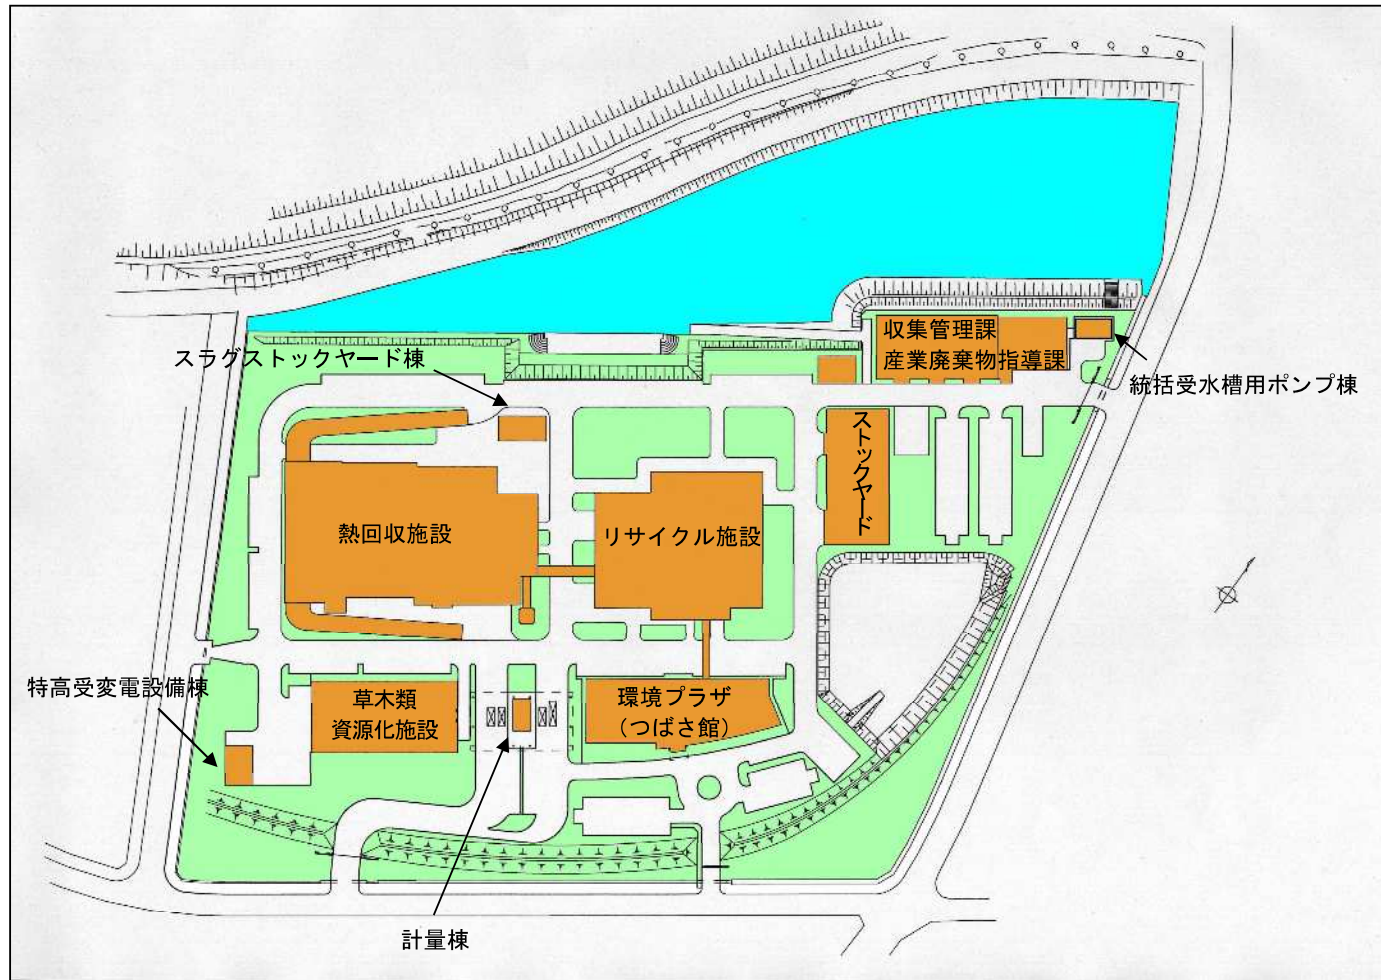 収集管理課
産業廃棄物指導課
スラグストックヤード棟
統括受水槽用ポンプ棟
ストックヤード
熱回収施設
リサイクル施設
特高受変電設備棟
草木類
資源化施設
環境プラザ
（つばさ館）
計量棟